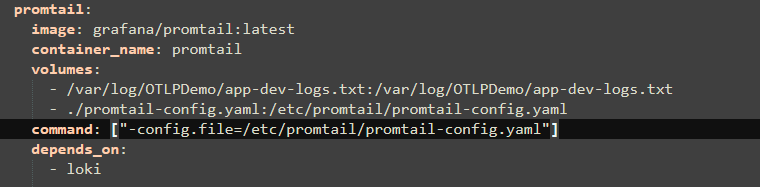 promtail:
image: grafana/promtail:latest
container_name: promtail
volumes:
- /var/log/OTLPDemo/app-dev-logs.txt:/var/log/OTLPDemo/app-dev-logs.txt
- ./promtail-config.yaml:/etc/promtail/promtail-config.yaml
command: ["-config.file=/etc/promtail/promtail-config.yaml"]
depends_on:
- loki